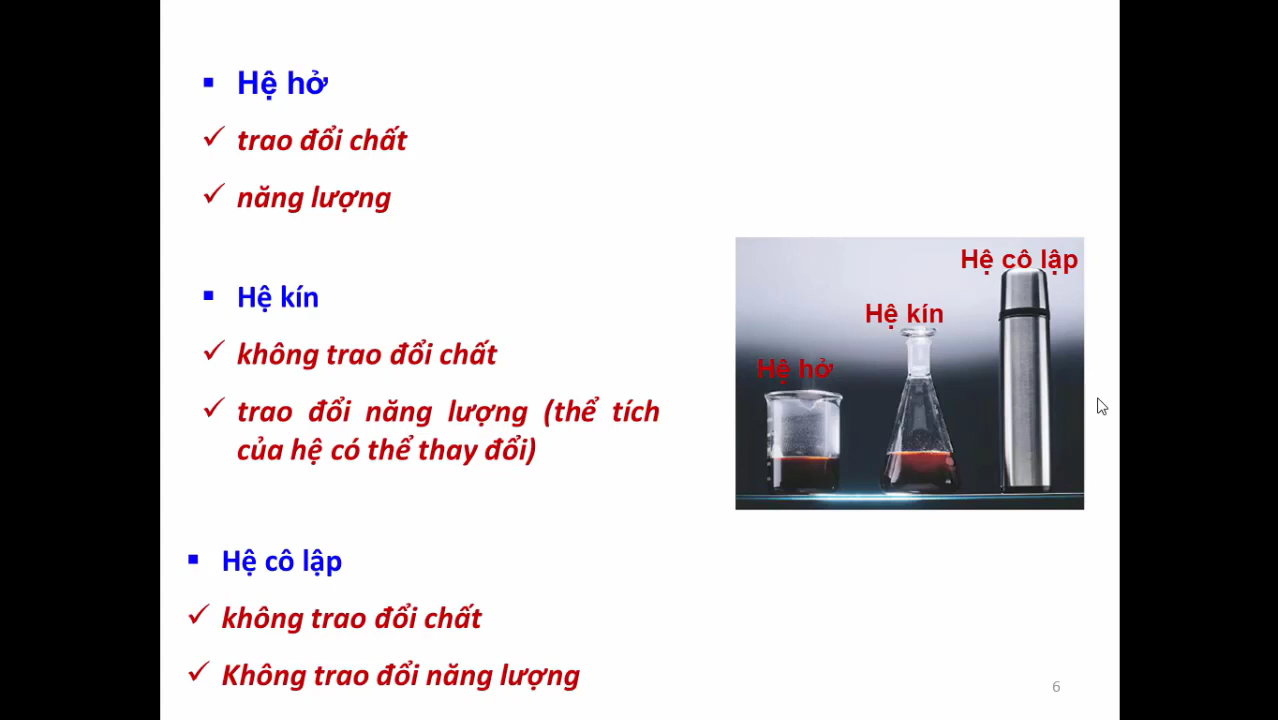 Hệ hở
trao đổi chất
năng lượng
Hệ kín
không trao đổi chất
trao đổi năng lượng (thể tích
của hệ có thể thay đổi)
Hệ cô lập
Hệ kín
Hệ hở
Hệ cô lập
không trao đổi chất
Không trao đổi năng lượng
6